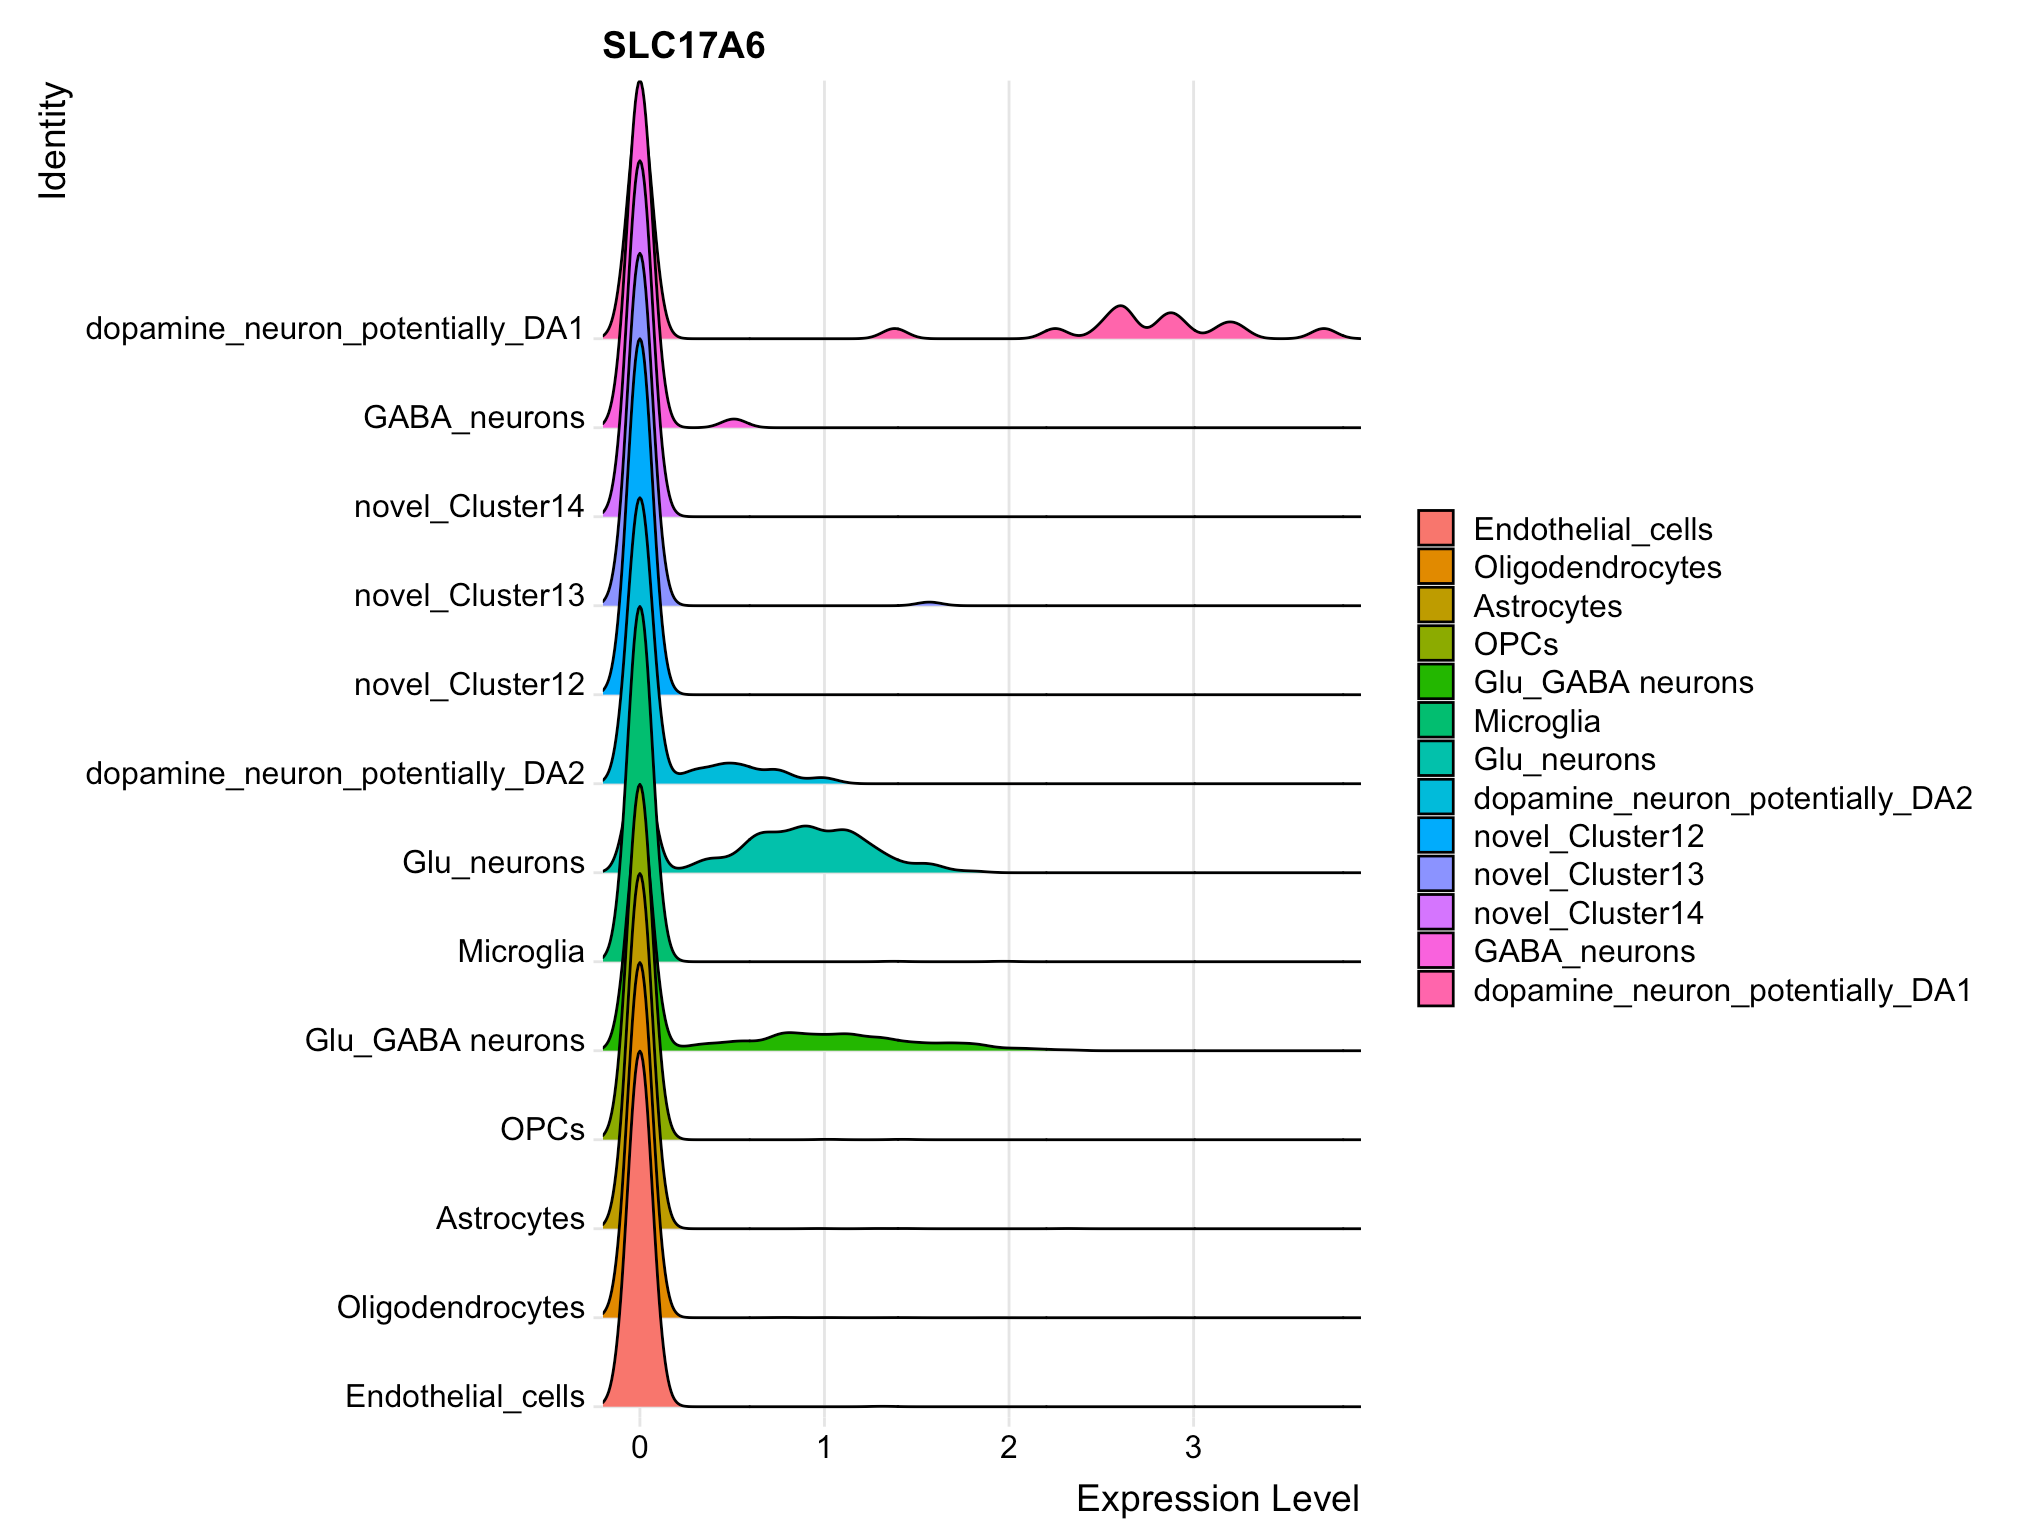 SLC17A6
Identity
dopamine_neuron_potentially_DA1
GABA_neurons
novel_Cluster14
novel_Cluster13
novel_Cluster12
dopamine_neuron_potentially_DA2
Glu_neurons
Microglia
Glu_GABA neurons
OPCs
Astrocytes
Oligodendrocytes
Endothelial_cells
0 1 2 3
Expression Level
Endothelial_cells
Oligodendrocytes
Astrocytes
OPCs
Glu_GABA neurons
Microglia
Glu_neurons
dopamine_neuron_potentially_DA2
novel_Cluster12
novel_Cluster13
novel_Cluster14
GABA_neurons
dopamine_neuron_potentially_DA1